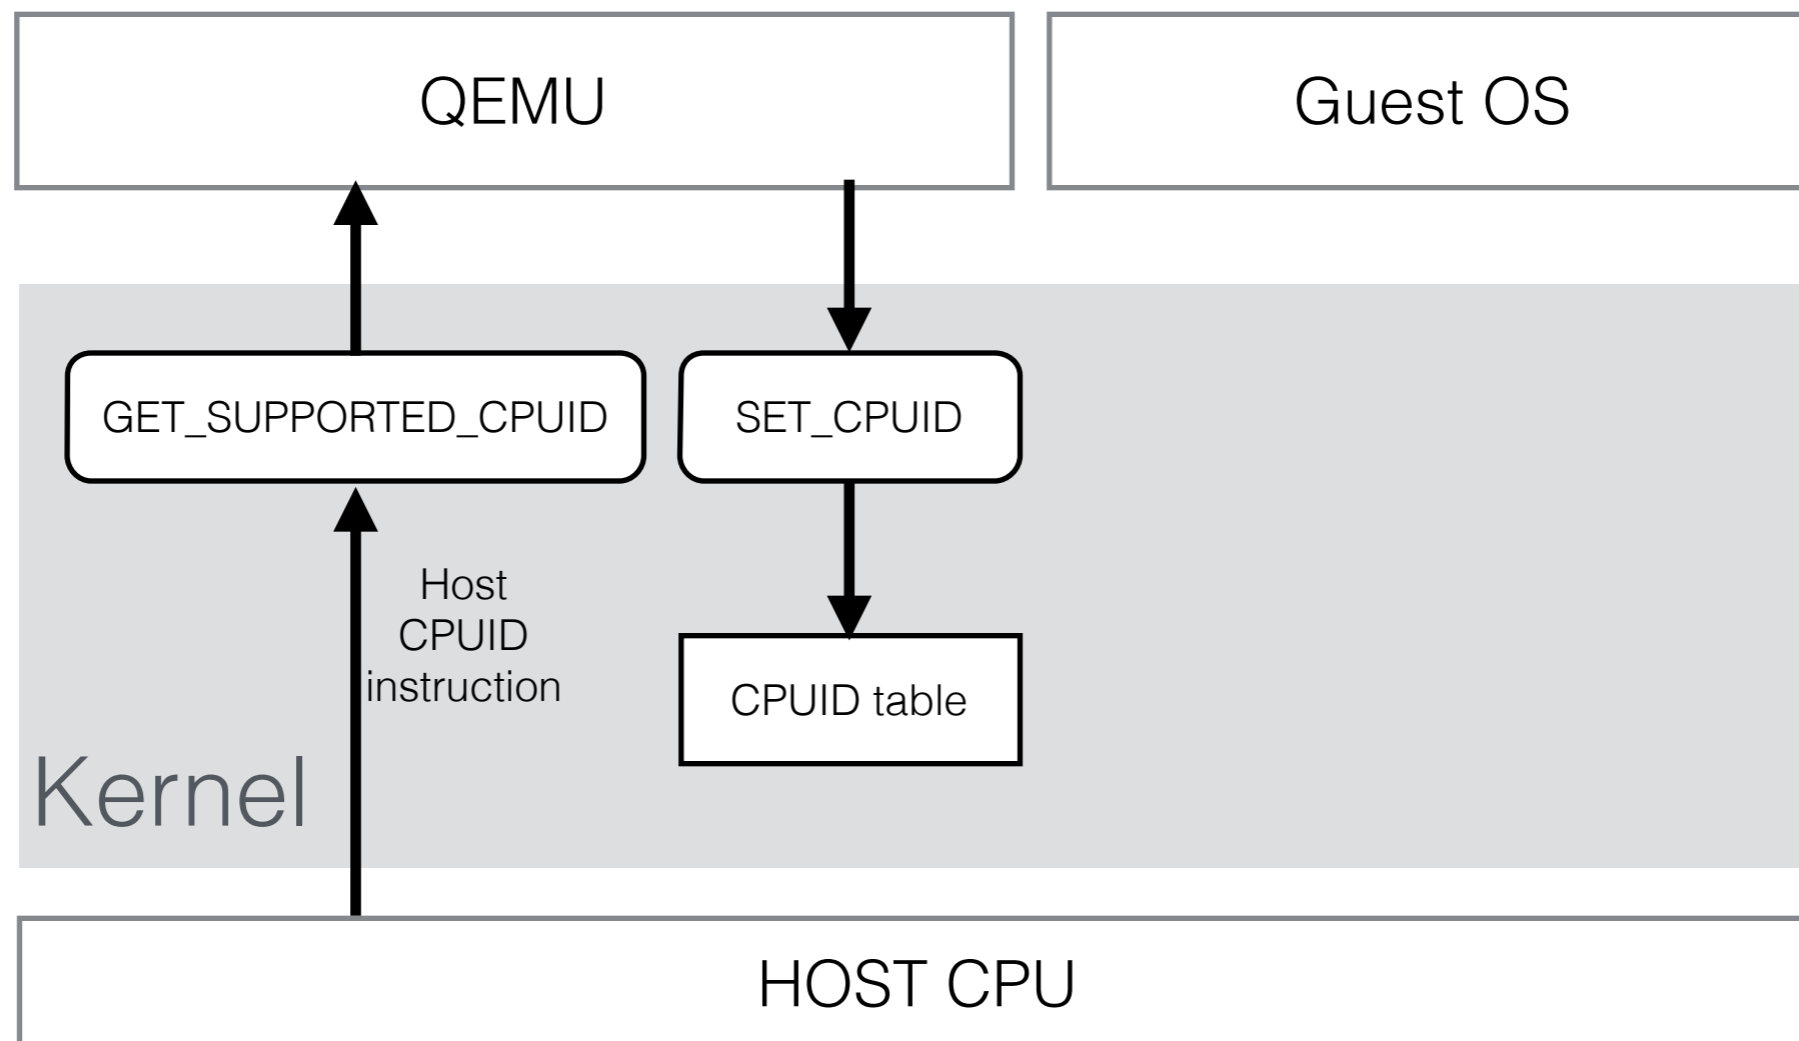 QEMU
Guest OS
GET_SUPPORTED_CPUID
SET_CPUID
Host
CPUID
instruction
CPUID table
Kernel
HOST CPU